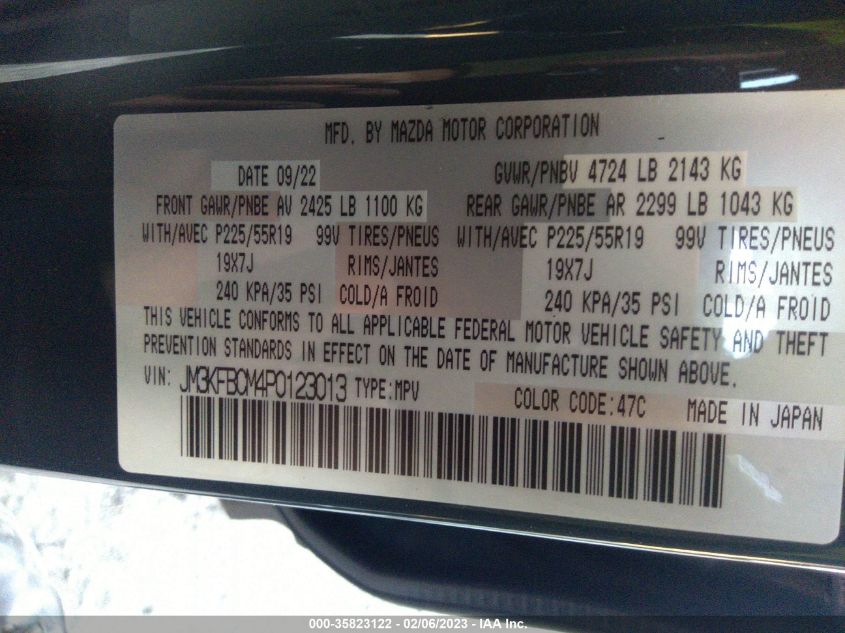 MFD. BY MAZDA MOTOR CORPORATION
DATE 09/22 GVWR/PNBV 4724 LB 2143 KG
FRONT GAWR/PNBE AV 2425 LB 1100 KG REAR GAWR/PNBE AR 2299 LB 1043 KG
WITH/AVEC P225/55R19 99V TIRES/PNEUS WITH/AVEC P225/55R19 99V TIRES/PNEUS
19X7J RIMS/JANTES 19X7J RIMS/JANTES
240 KPA/35 PSI COLD/A FROID 240 KPA/35 PSI COLD/A FROID
THIS VEHICLE CONFORMS TO ALL APPLICABLE FEDERAL MOTOR VEHICLE SAFETY AND THEFT
PREVENTION STANDARDS IN EFFECT ON THE DATE OF MANUFACTURE SHOWN ABOVE.
VIN: JM3KFBCM4P0123013 TYPE:MPV COLOR CODE:47C MADE IN JAPAN
000-35823122 - 02/06/2023 - IAA Inc.